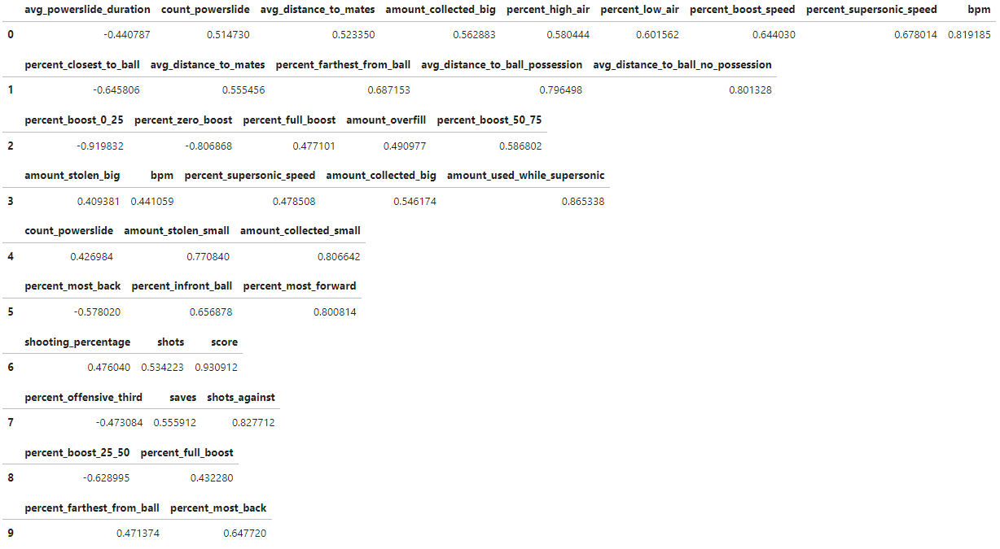 avg_powerslide_duration count_powerslide avg_distance_to_mates amount_collected_big percent_high_air percent_low_air percent_boost_speed percent_supersonic_speed bpm
0 -0.440787 0.514730 0.523350 0.562883 0.580444 0.601562 0.644030 0.678014 0.819185
percent_closest_to_ball avg_distance_to_mates percent_farthest_from_ball avg_distance_to_ball_possession avg_distance_to_ball_no_possession
1 -0.645806 0.555456 0.687153 0.796498 0.801328
percent_boost_0_25 percent_zero_boost percent_full_boost amount_overfill percent_boost_50_75
2 -0.919832 -0.806868 0.477101 0.490977 0.586802
amount_stolen_big bpm percent_supersonic_speed amount_collected_big amount_used_while_supersonic
3 0.409381 0.441059 0.478508 0.546174 0.865338
count_powerslide amount_stolen_small amount_collected_small
4 0.426984 0.770840 0.806642
percent_most_back percent_infront_ball percent_most_forward
5 -0.578020 0.656878 0.800814
shooting_percentage shots score
6 0.476040 0.534223 0.930912
percent_offensive_third saves shots_against
7 -0.473084 0.555912 0.827712
percent_boost_25_50 percent_full_boost
8 -0.628995 0.432280
percent_farthest_from_ball percent_most_back
9 0.471374 0.647720